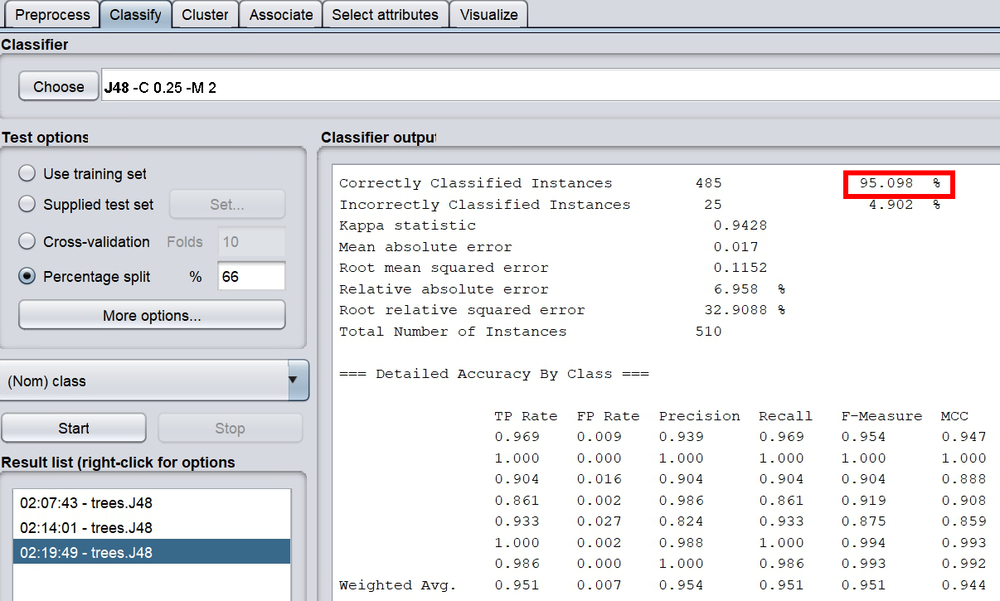 Preprocess Classify Cluster Associate Select attributes Visualize
Classifier
Choose J48 -C 0.25 -M 2
Test options
Use training set
Supplied test set Set...
Cross-validation Folds 10
Percentage split % 66
More options...
(Nom) class
Start Stop
Result list (right-click for options
02:07:43 - trees.J48
02:14:01 - trees.J48
02:19:49 - trees.J48
Classifier output
Correctly Classified Instances 485 95.098 %
Incorrectly Classified Instances 25 4.902 %
Kappa statistic 0.9428
Mean absolute error 0.017
Root mean squared error 0.1152
Relative absolute error 6.958 %
Root relative squared error 32.9088 %
Total Number of Instances 510
=== Detailed Accuracy By Class ===
TP Rate FP Rate Precision Recall F-Measure MCC
0.969 0.009 0.939 0.969 0.954 0.947
1.000 0.000 1.000 1.000 1.000 1.000
0.904 0.016 0.904 0.904 0.904 0.888
0.861 0.002 0.986 0.861 0.919 0.908
0.933 0.027 0.824 0.933 0.875 0.859
1.000 0.002 0.988 1.000 0.994 0.993
0.986 0.000 1.000 0.986 0.993 0.992
Weighted Avg. 0.951 0.007 0.954 0.951 0.951 0.944